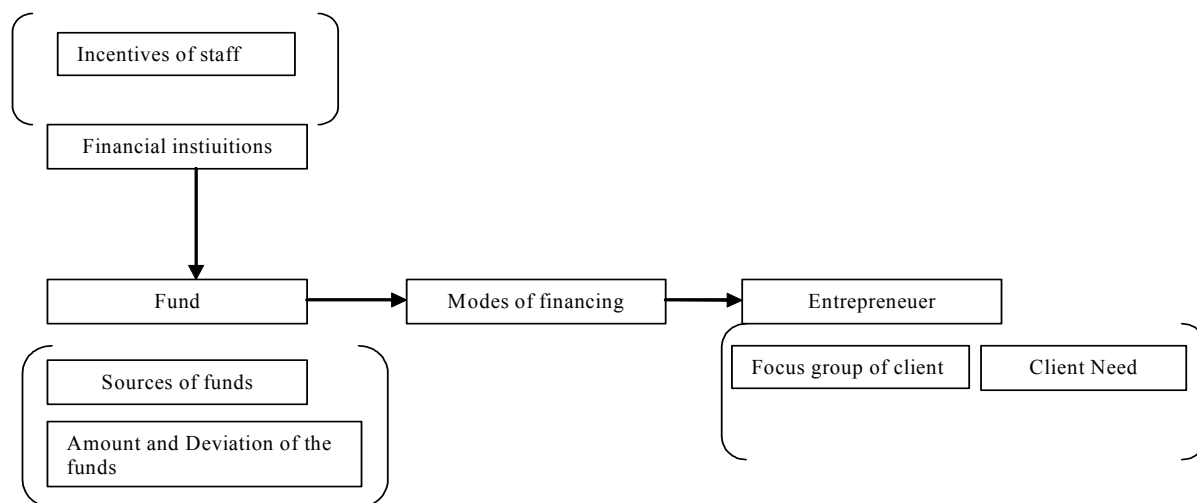 Incentives of staff
Financial instiuitions
Fund
Modes of financing
Entrepreneuer
Sources of funds
Focus group of client
Client Need
Amount and Deviation of the
funds